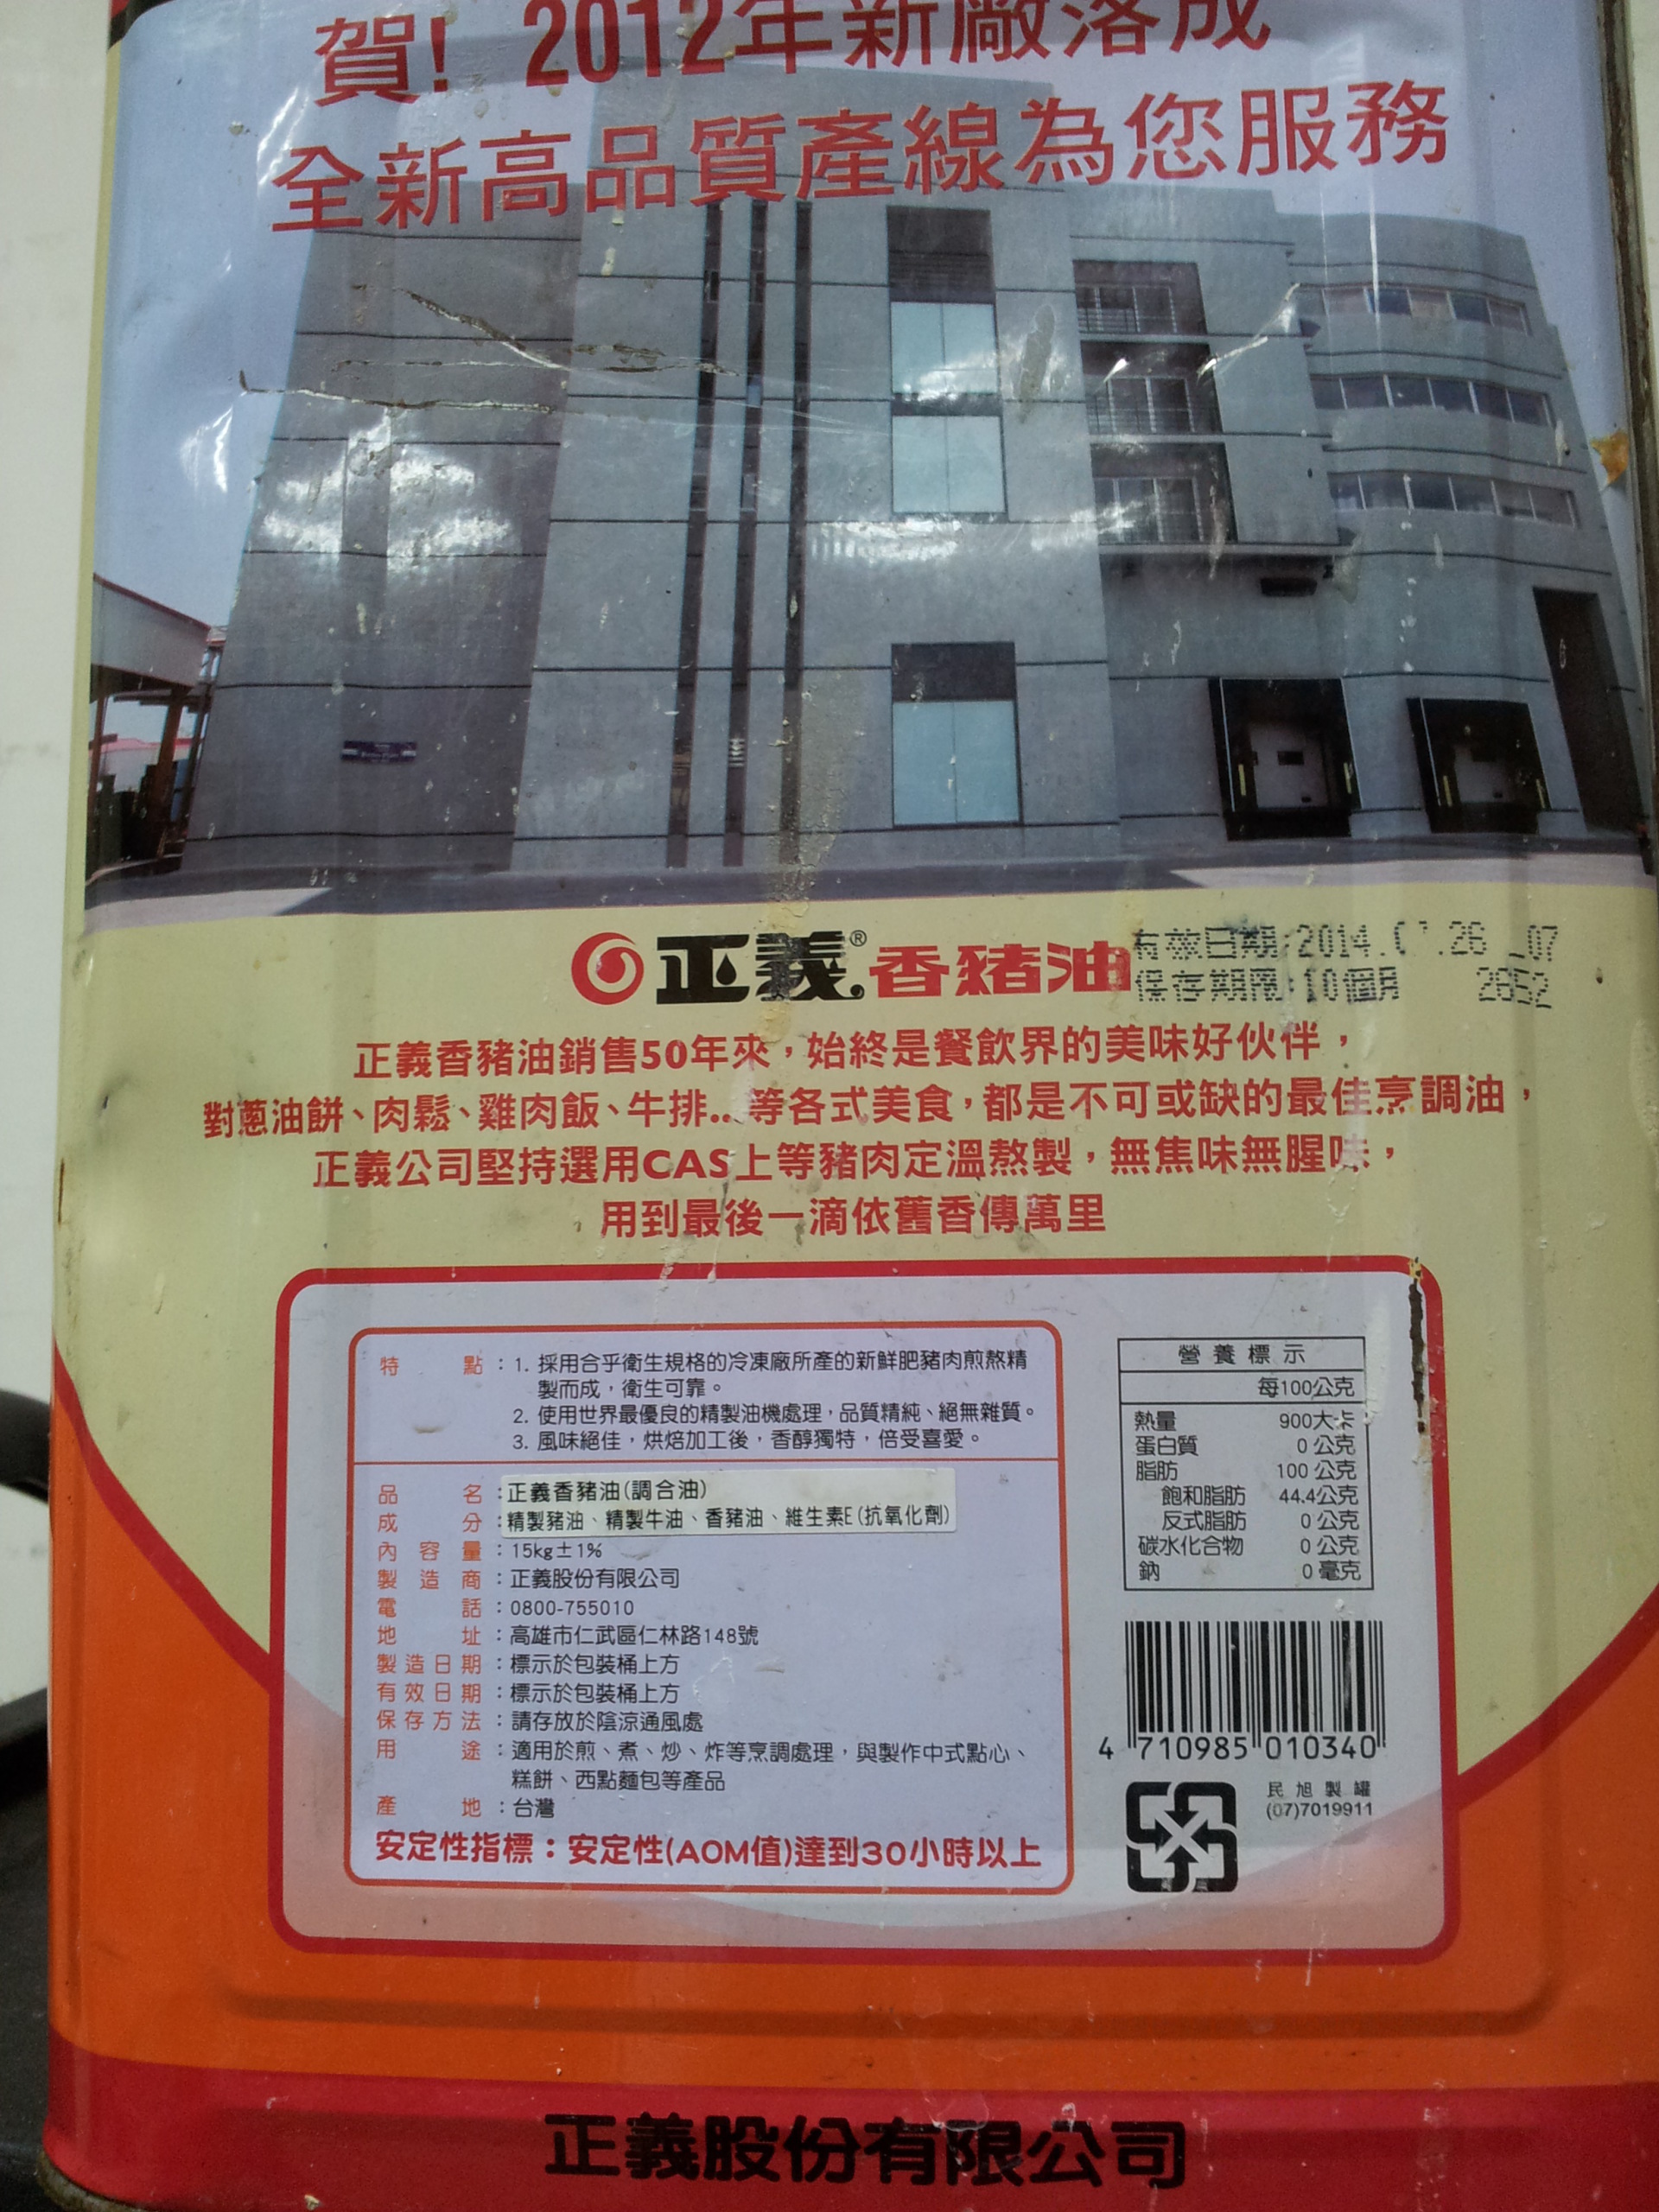 賀! 2012年新廠落成
全新高品質產線為您服務
正義® 香豬油
有效日期:2014. .26 07
保存期限:10個月 2652
正義香豬油銷售50年來，始終是餐飲界的美味好伙伴，
對蔥油餅、肉鬆、雞肉飯、牛排...等各式美食，都是不可或缺的最佳烹調油，
正義公司堅持選用CAS上等豬肉定溫熬製，無焦味無腥味，
用到最後一滴依舊香傳萬里
特點：1. 採用合乎衛生規格的冷凍廠所產的新鮮肥豬肉煎熬精
製而成，衛生可靠。
2. 使用世界最優良的精製油機處理，品質精純、絕無雜質。
3. 風味絕佳，烘焙加工後，香醇獨特，倍受喜愛。
品名：正義香豬油(調合油)
成分：精製豬油、精製牛油、香豬油、維生素E(抗氧化劑)
內容量：15kg±1%
製造商：正義股份有限公司
電話：0800-755010
地址：高雄市仁武區仁林路148號
製造日期：標示於包裝桶上方
有效日期：標示於包裝桶上方
保存方法：請存放於陰涼通風處
用途：適用於煎、煮、炒、炸等烹調處理，與製作中式點心、
糕餅、西點麵包等產品
產地：台灣
安定性指標：安定性(AOM值)達到30小時以上
營養標示
每100公克
熱量 900大卡
蛋白質 0公克
脂肪 100公克
飽和脂肪 44.4公克
反式脂肪 0公克
碳水化合物 0公克
鈉 0毫克
4 710985 010340
民旭製罐
(07)7019911
正義股份有限公司